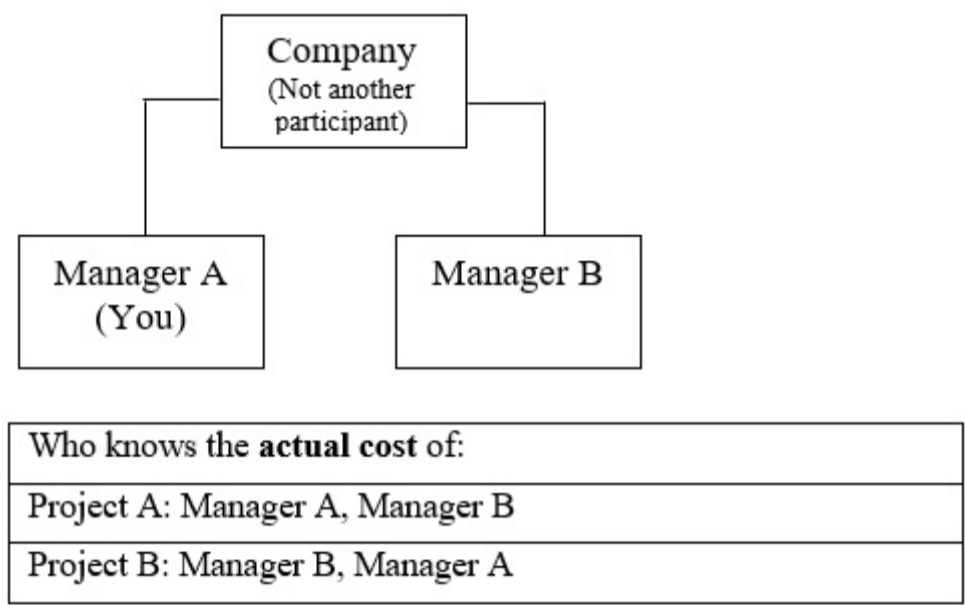 Company
(Not another
participant)
Manager A
(You)
Manager B
Who knows the actual cost of:
Project A: Manager A, Manager B
Project B: Manager B, Manager A